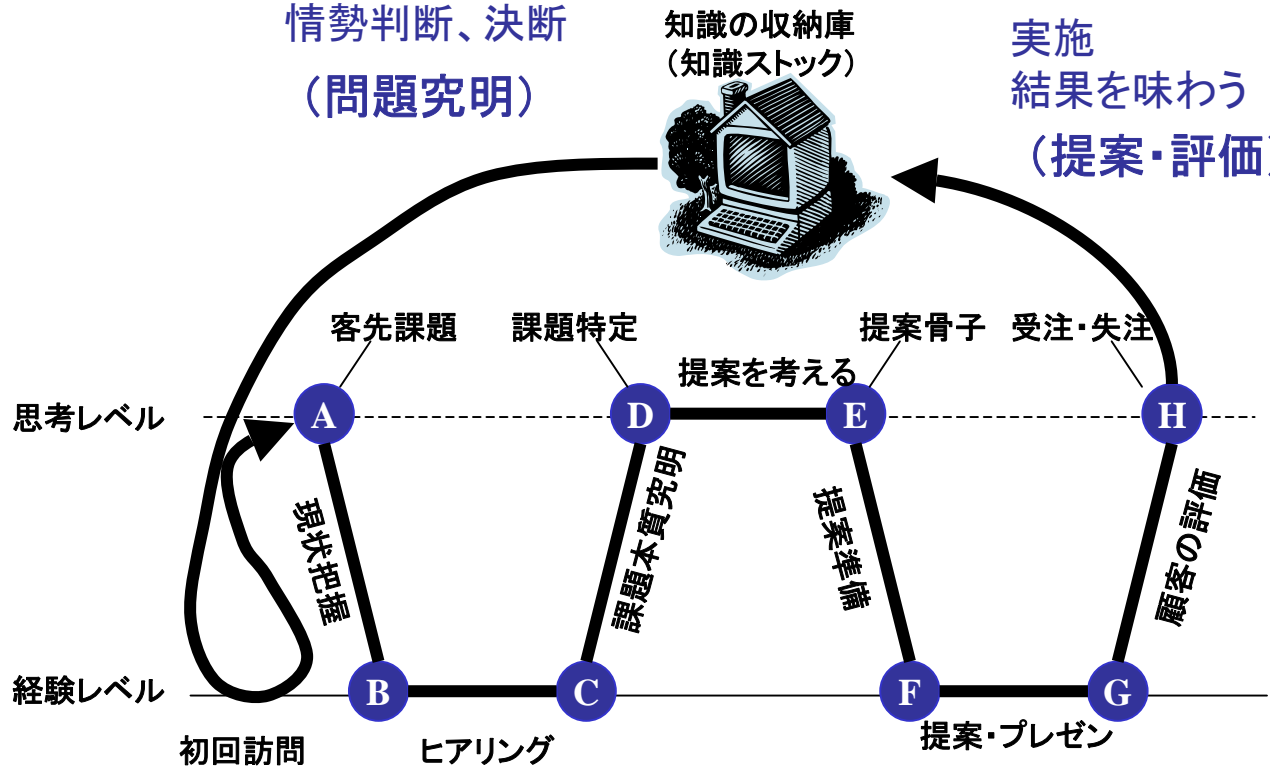 情勢判断、決断
（問題究明）
知識の収納庫
（知識ストック）
実施
結果を味わう
（提案・評価）
客先課題
課題特定
提案を考える
提案骨子
受注・失注
思考レベル
A
D
E
H
現状把握
課題本質究明
提案準備
顧客の評価
経験レベル
B
C
F
G
初回訪問
ヒアリング
提案・プレゼン